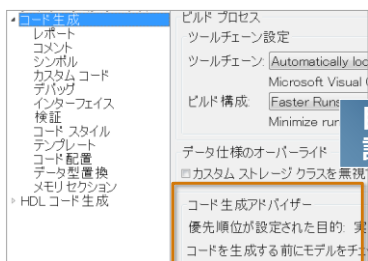 コード生成
レポート
コメント
シンボル
カスタム コード
デバッグ
インターフェイス
検証
コード スタイル
テンプレート
コード配置
データ型置換
メモリ セクション
HDL コード生成
ビルド プロセス
ツールチェーン設定
ツールチェーン: Automatically loc
Microsoft Visual
ビルド構成: Faster Runs
Minimize run
データ仕様のオーバーライド
カスタム ストレージ クラスを無視
コード生成アドバイザー
優先順位が設定された目的: 実
コードを生成する前にモデルをチェ